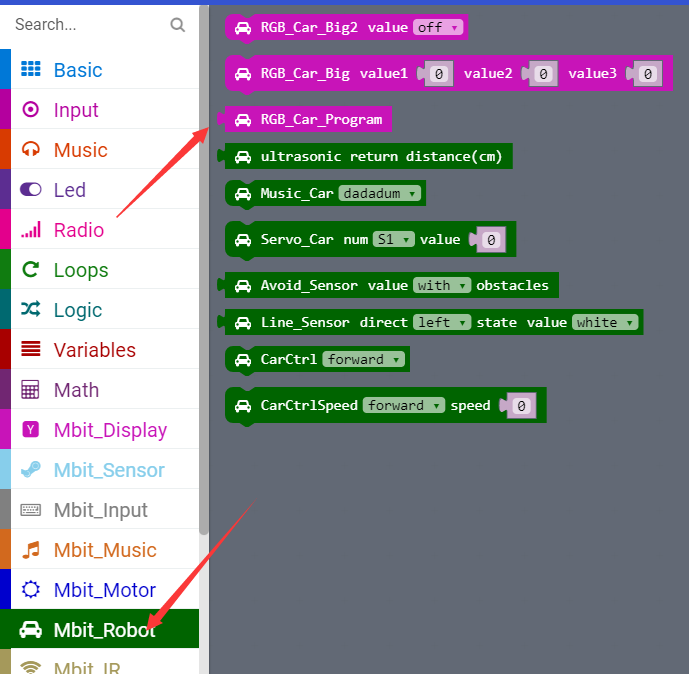 Search...
Basic
Input
Music
Led
Radio
Loops
Logic
Variables
Math
Y Mbit_Display
Mbit_Sensor
Mbit_Input
Mbit_Music
Mbit_Motor
Mbit_Robot
Mbit_IR
RGB_Car_Big2 value off
RGB_Car_Big value1 0 value2 0 value3 0
RGB_Car_Program
ultrasonic return distance(cm)
Music_Car dadadum
Servo_Car num S1 value 0
Avoid_Sensor value with obstacles
Line_Sensor direct left state value white
CarCtrl forward
CarCtrlSpeed forward speed 0